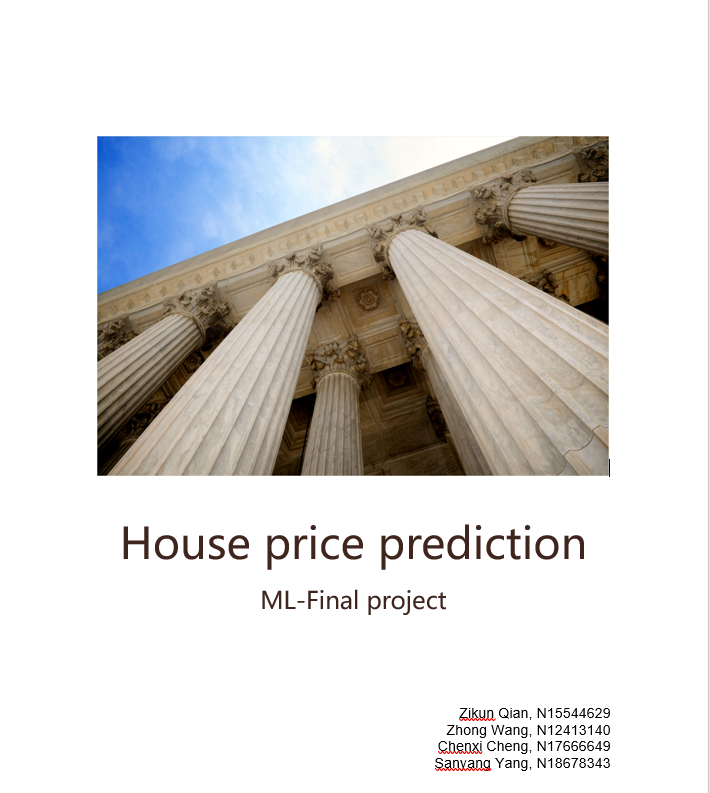 House price prediction
ML-Final project
Zikun Qian, N15544629
Zhong Wang, N12413140
Chenxi Cheng, N17666649
Sanyang Yang, N18678343